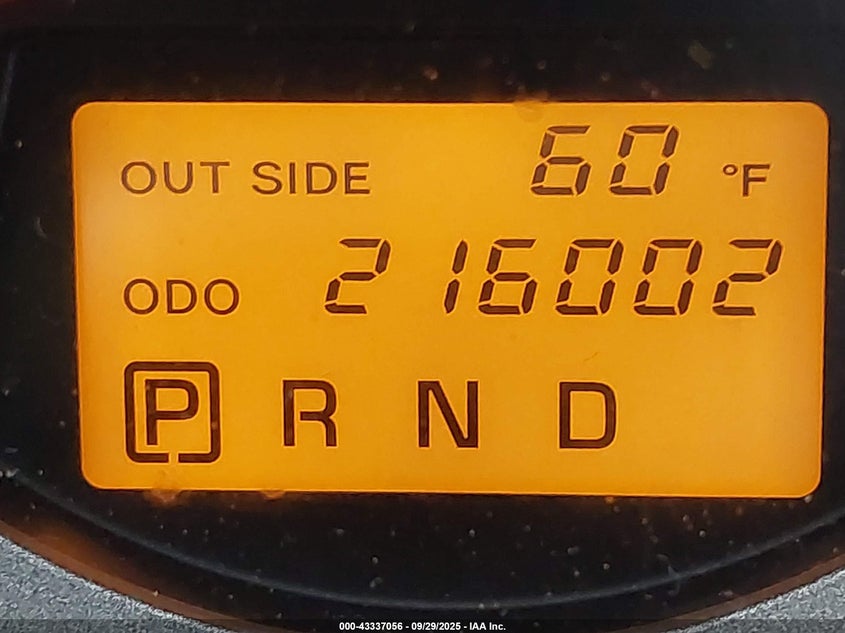 OUT SIDE 60 °F
ODO 216002
P R N D
000-43337056 - 09/29/2025 - IAA Inc.